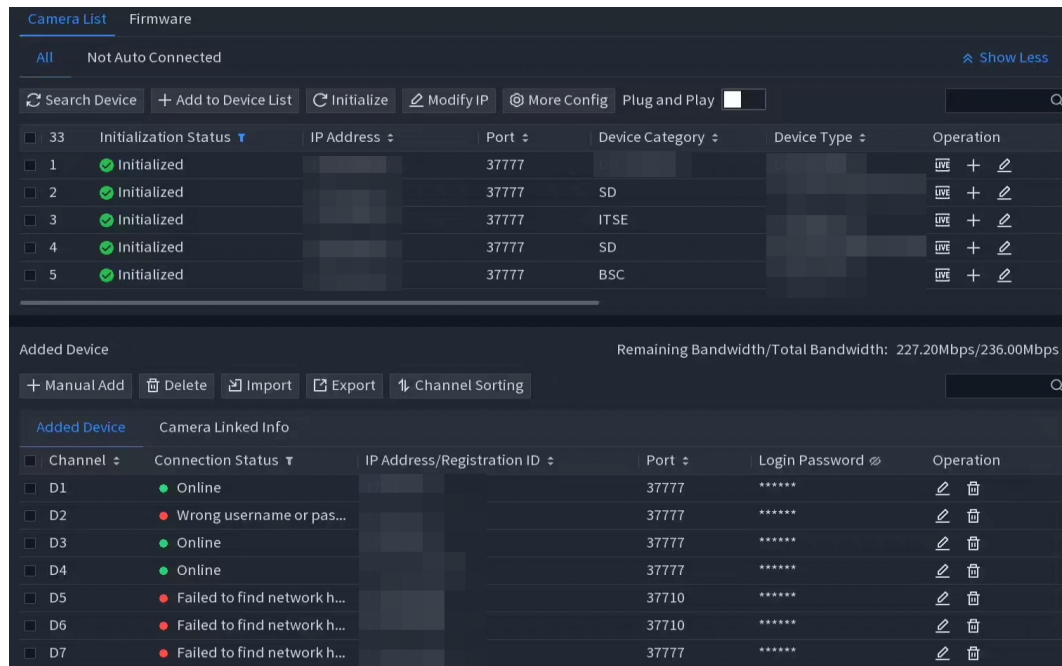 Camera List Firmware
All Not Auto Connected Show Less
Search Device Add to Device List Initialize Modify IP More Config Plug and Play
33 Initialization Status IP Address Port Device Category Device Type Operation
1 Initialized 37777 LIVE
2 Initialized 37777 SD LIVE
3 Initialized 37777 ITSE LIVE
4 Initialized 37777 SD LIVE
5 Initialized 37777 BSC LIVE
Added Device Remaining Bandwidth/Total Bandwidth: 227.20Mbps/236.00Mbps
Manual Add Delete Import Export Channel Sorting
Added Device Camera Linked Info
Channel Connection Status IP Address/Registration ID Port Login Password Operation
D1 Online 37777 ******
D2 Wrong username or pas... 37777 ******
D3 Online 37777 ******
D4 Online 37777 ******
D5 Failed to find network h... 37710 ******
D6 Failed to find network h... 37710 ******
D7 Failed to find network h... 37777 ******